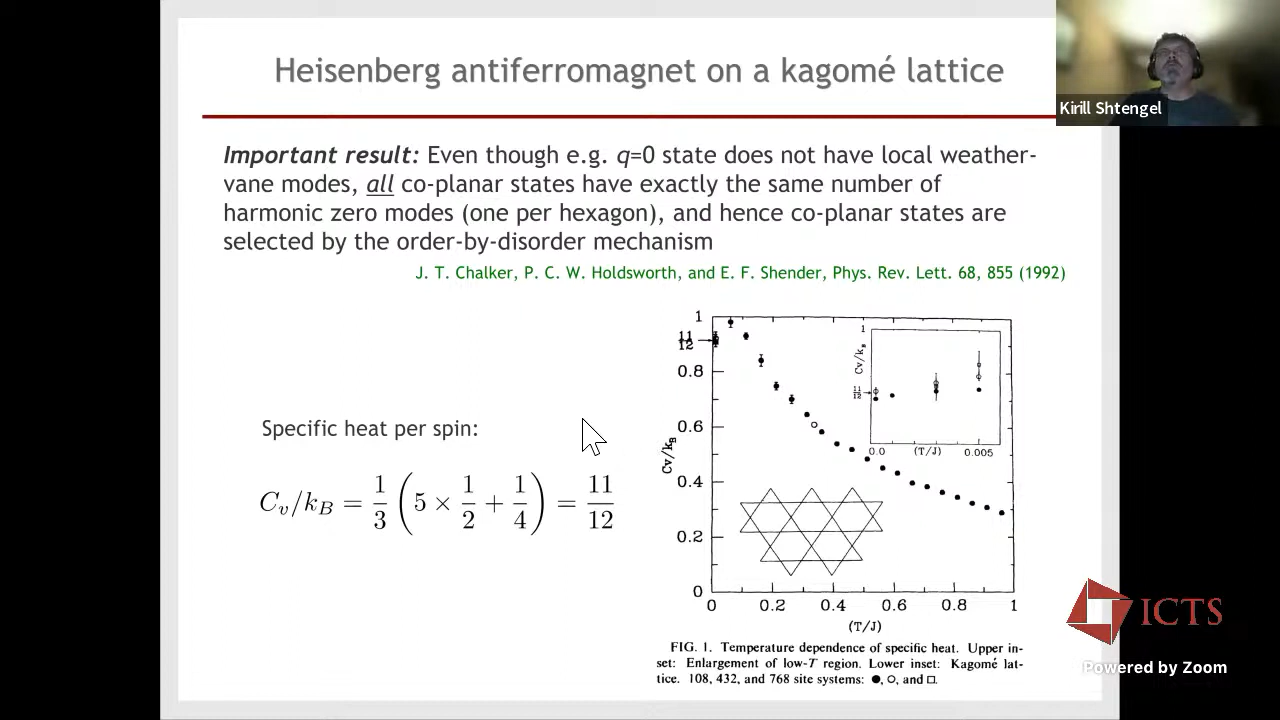 Heisenberg antiferromagnet on a kagomé lattice
Kirill Shtengel
Important result: Even though e.g. q=0 state does not have local weather-
vane modes, all co-planar states have exactly the same number of
harmonic zero modes (one per hexagon), and hence co-planar states are
selected by the order-by-disorder mechanism
J. T. Chalker, P. C. W. Holdsworth, and E. F. Shender, Phys. Rev. Lett. 68, 855 (1992)
Specific heat per spin:
C_v/k_B = 1/3 (5 × 1/2 + 1/4) = 11/12
1
11/12
0.8
0.6
0.4
0.2
0
Cv/k_B
0 0.2 0.4 0.6 0.8 1
(T/J)
1
Cv/k_B
11/12
0.0 (T/J) 0.005
FIG. 1. Temperature dependence of specific heat. Upper in-
set: Enlargement of low-T region. Lower inset: Kagomé lat-
tice. 108, 432, and 768 site systems: ●, ○, and □.
ICTS
Powered by Zoom